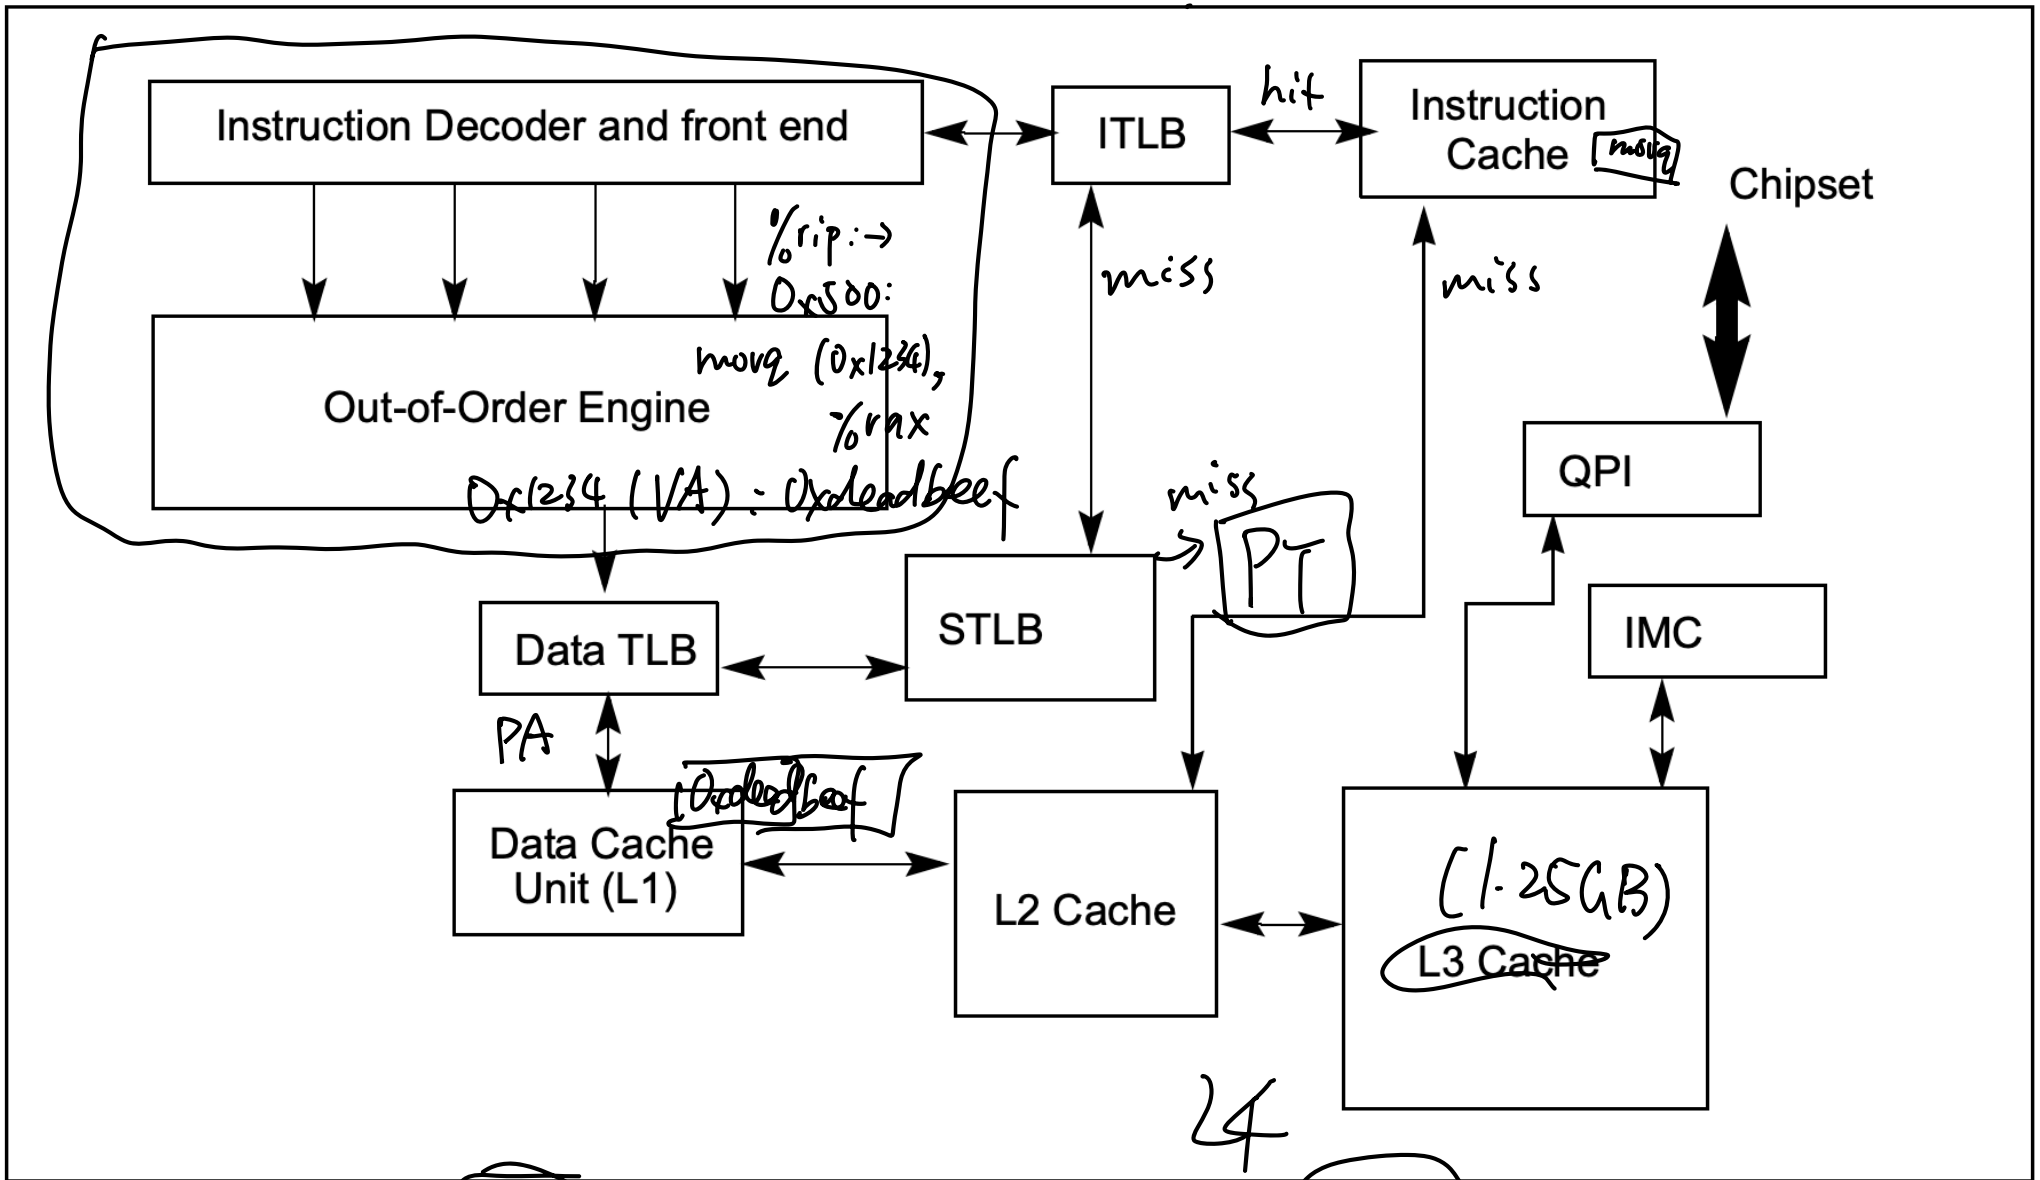 Instruction Decoder and front end
ITLB
hit
Instruction
Cache
movq
Chipset
%rip: →
0x500:
miss
miss
movq (0x1234),
%rax
Out-of-Order Engine
0x1234 (VA) : 0xdeadbeef
miss
PT
QPI
Data TLB
STLB
IMC
PA
0xdeadbeef
Data Cache
Unit (L1)
L2 Cache
(1.25GB)
L3 Cache
L4